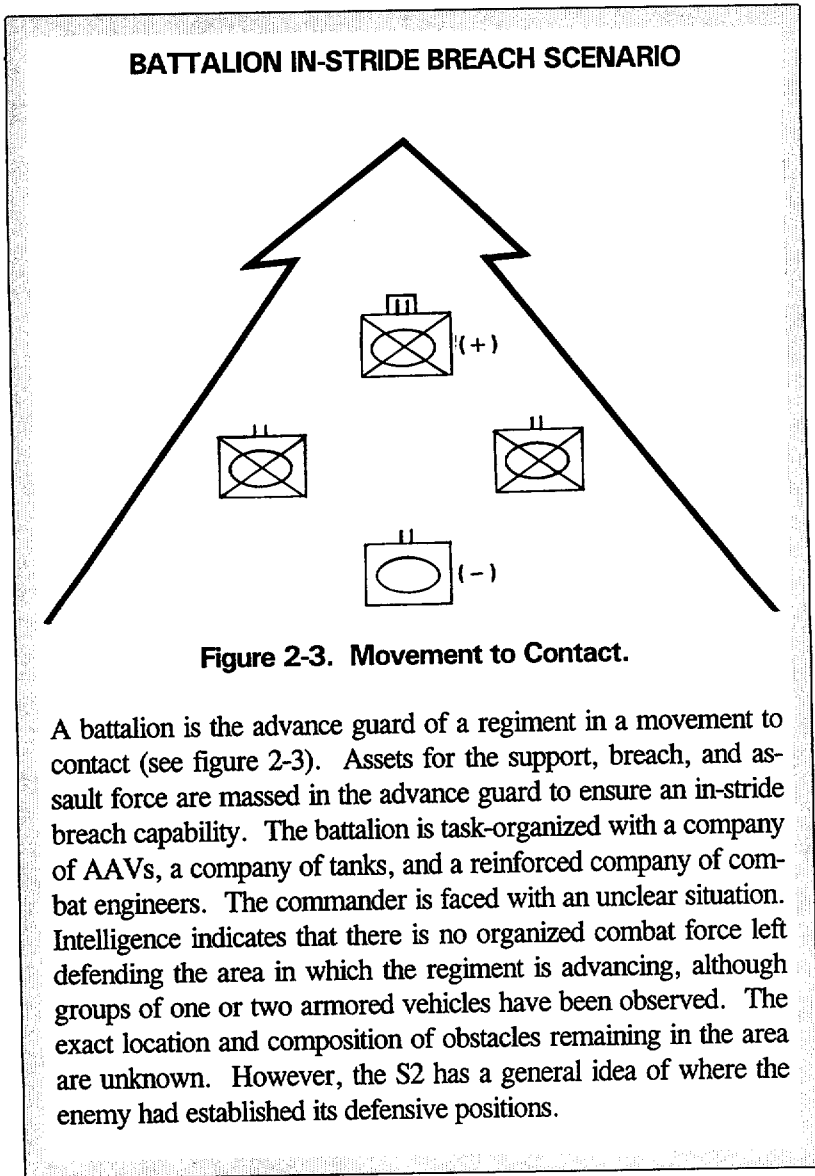 BATTALION IN-STRIDE BREACH SCENARIO
(+)
(-)
Figure 2-3. Movement to Contact.
A battalion is the advance guard of a regiment in a movement to
contact (see figure 2-3). Assets for the support, breach, and as-
sault force are massed in the advance guard to ensure an in-stride
breach capability. The battalion is task-organized with a company
of AAVs, a company of tanks, and a reinforced company of com-
bat engineers. The commander is faced with an unclear situation.
Intelligence indicates that there is no organized combat force left
defending the area in which the regiment is advancing, although
groups of one or two armored vehicles have been observed. The
exact location and composition of obstacles remaining in the area
are unknown. However, the S2 has a general idea of where the
enemy had established its defensive positions.